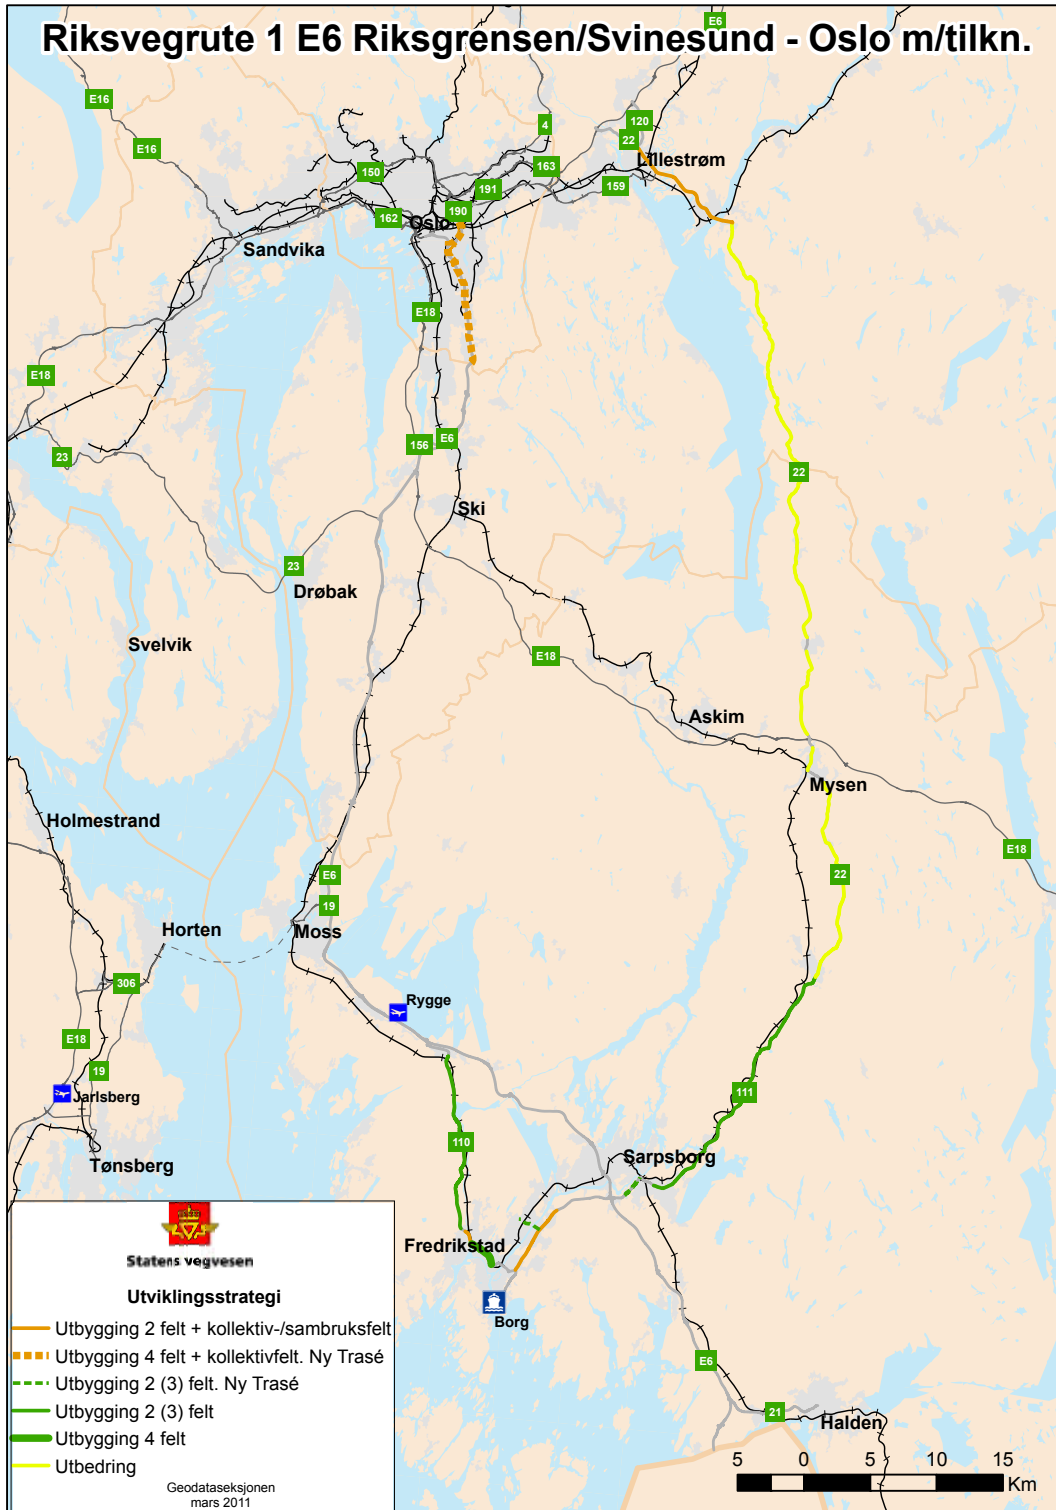 Riksvegrute 1 E6 Riksgrensen/Svinesund - Oslo m/tilkn.
E6
E16
120
4
22
E16
Lillestrøm
163
150
159
191
190
162
Oslo
Sandvika
E18
E18
156
E6
23
22
Ski
23
Drøbak
Svelvik
E18
Askim
Mysen
Holmestrand
E18
E6
22
19
Horten
Moss
306
Rygge
E18
19
111
Jarlsberg
110
Sarpsborg
Tønsberg
Fredrikstad
Borg
E6
21
Halden
Statens vegvesen
Utviklingsstrategi
Utbygging 2 felt + kollektiv-/sambruksfelt
Utbygging 4 felt + kollektivfelt. Ny Trasé
Utbygging 2 (3) felt. Ny Trasé
Utbygging 2 (3) felt
Utbygging 4 felt
Utbedring
Geodataseksjonen
mars 2011
5 0 5 10 15
Km